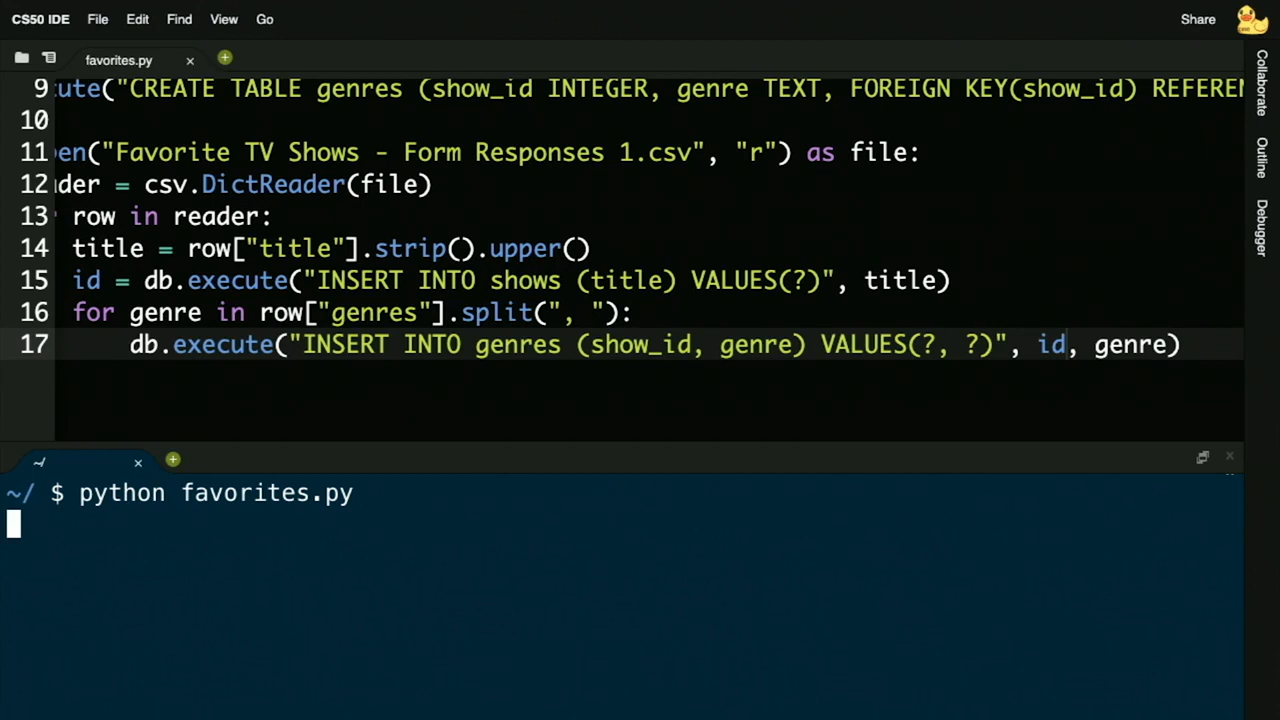 CS50 IDE File Edit View Find Go Share
favorites.py
9 cute("CREATE TABLE genres (show_id INTEGER, genre TEXT, FOREIGN KEY(show_id) REFEREN
10
11 pen("Favorite TV Shows - Form Responses 1.csv", "r") as file:
12 der = csv.DictReader(file)
13 row in reader:
14 title = row["title"].strip().upper()
15 id = db.execute("INSERT INTO shows (title) VALUES(?)", title)
16 for genre in row["genres"].split(", "):
17 db.execute("INSERT INTO genres (show_id, genre) VALUES(?, ?)", id, genre)
~/
~/ $ python favorites.py
Collaborate
Outline
Debugger